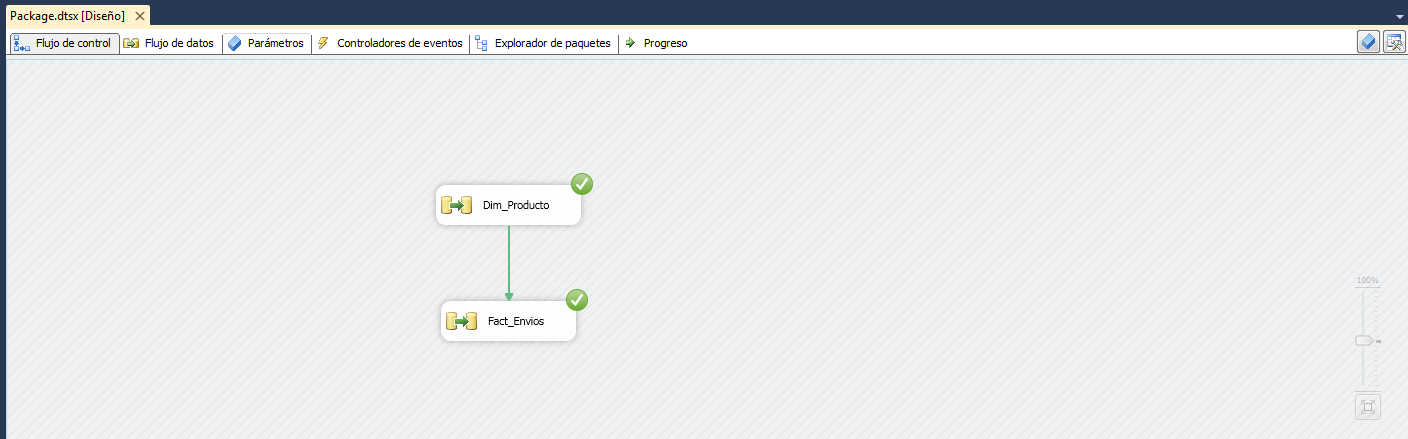 Package.dtsx [Diseño]
Flujo de control Flujo de datos Parámetros Controladores de eventos Explorador de paquetes Progreso
Dim_Producto
Fact_Envios
100%